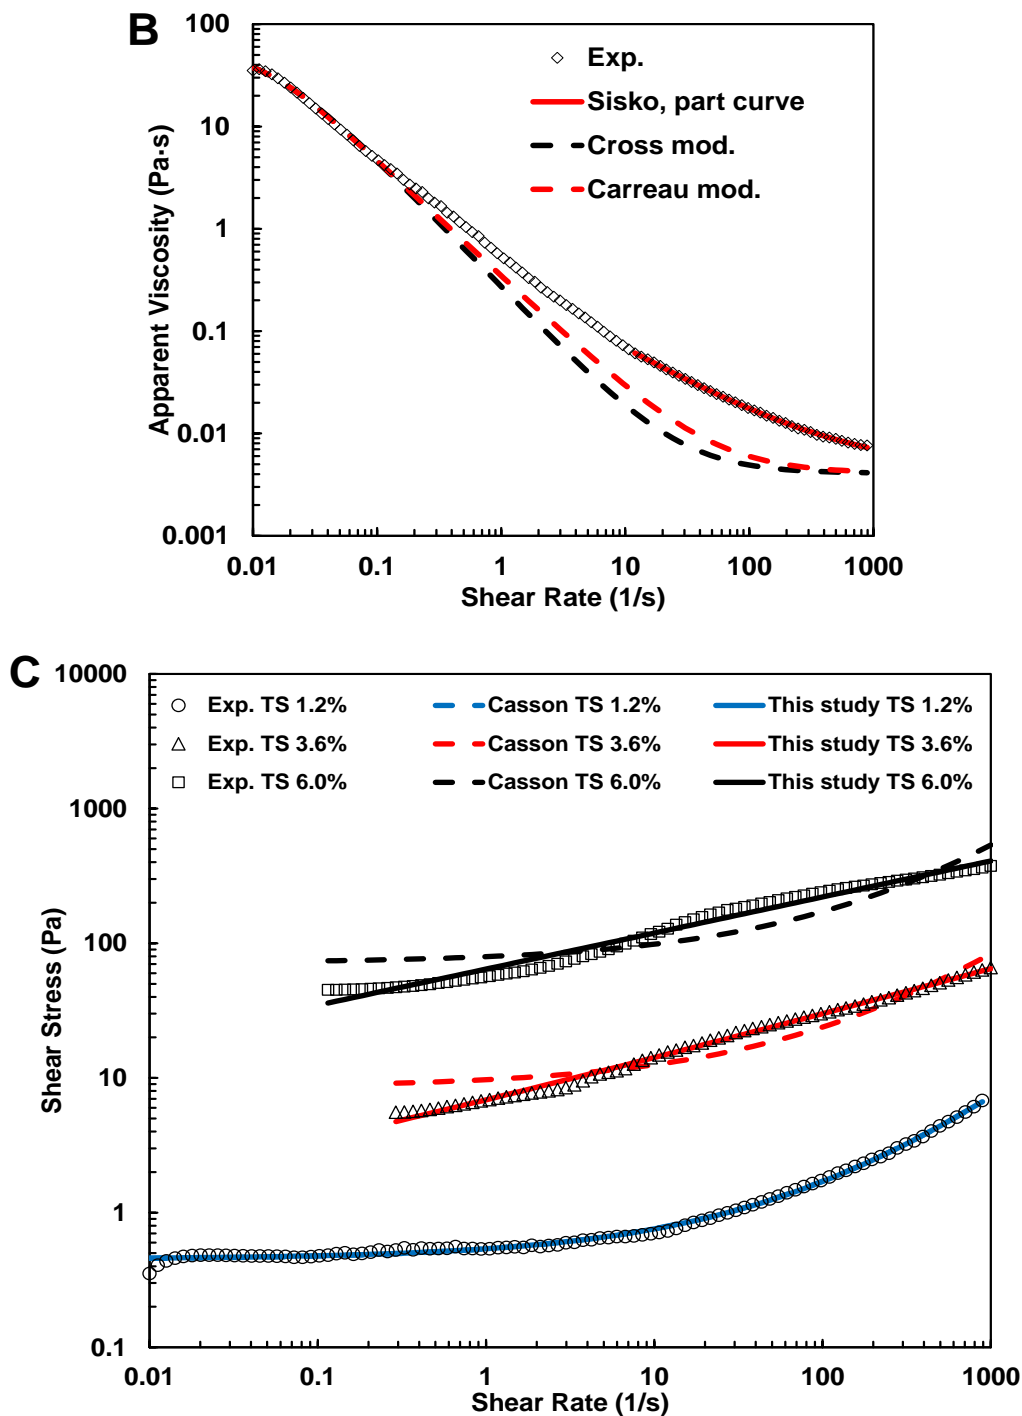 B
100
10
1
0.1
0.01
0.001
Apparent Viscosity (Pa·s)
Exp.
Sisko, part curve
Cross mod.
Carreau mod.
0.01 0.1 1 10 100 1000
Shear Rate (1/s)
C
10000
1000
100
10
1
0.1
Shear Stress (Pa)
Exp. TS 1.2% Casson TS 1.2% This study TS 1.2%
Exp. TS 3.6% Casson TS 3.6% This study TS 3.6%
Exp. TS 6.0% Casson TS 6.0% This study TS 6.0%
0.01 0.1 1 10 100 1000
Shear Rate (1/s)